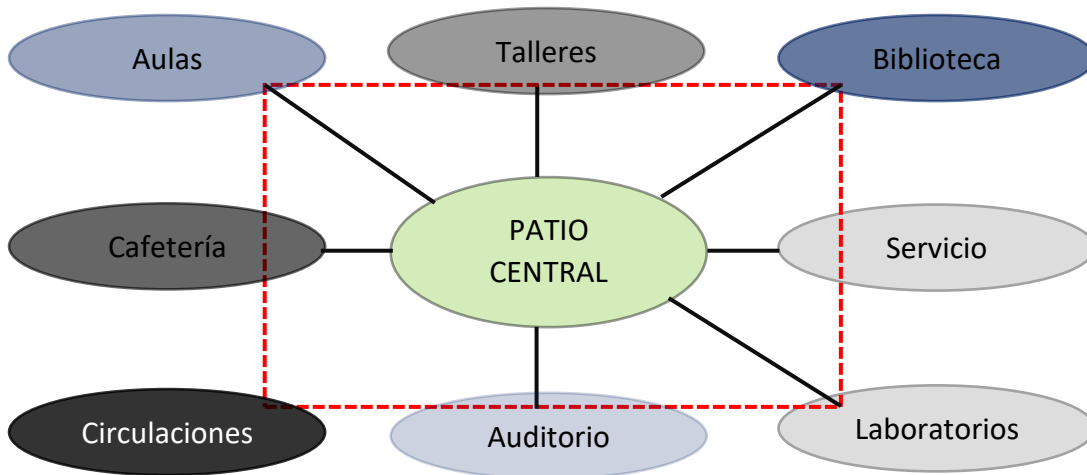 Aulas
Talleres
Biblioteca
Cafetería
PATIO
CENTRAL
Servicio
Circulaciones
Auditorio
Laboratorios